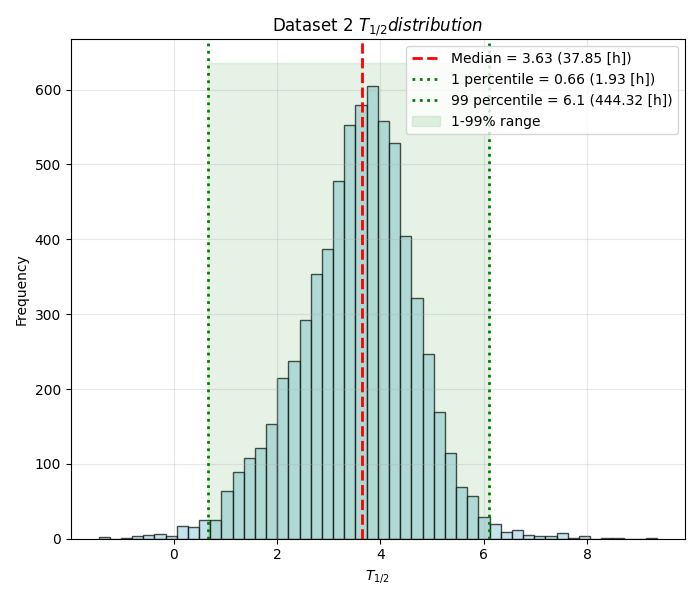 Dataset 2 T1/2distribution
Median = 3.63 (37.85 [h])
1 percentile = 0.66 (1.93 [h])
99 percentile = 6.1 (444.32 [h])
1-99% range
Frequency
600
500
400
300
200
100
0
0 2 4 6 8
T1/2